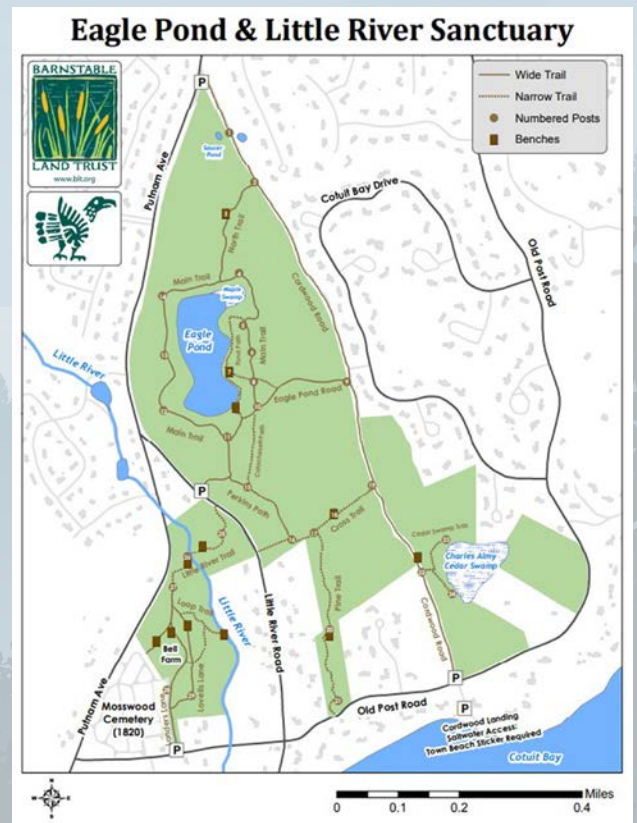 Eagle Pond & Little River Sanctuary
BARNSTABLE
LAND TRUST
www.blt.org
P
Wide Trail
Narrow Trail
Numbered Posts
Benches
Putnam Ave
Saucer
Pond
Cotuit Bay Drive
Old Post Road
North Trail
Cordwood Road
Main Trail
Maple
Swamp
Eagle
Pond
Pond Path
Main Trail
Little River
Eagle Pond Road
Main Trail
P
Perkins Path
Cross Trail
Cedar Swamp Trail
Charles Almy
Cedar Swamp
Little River Trail
Pine Trail
Loop Trail
Little River
Little River Road
Cordwood Road
Bell
Farm
Lovells Lane
Putnam Ave
Mosswood
Cemetery
(1820)
Old Post Road
P
P
P
Cordwood Landing
Saltwater Access:
Town Beach Sticker Required
Cotuit Bay
N
W
E
S
Miles
0
0.1
0.2
0.4